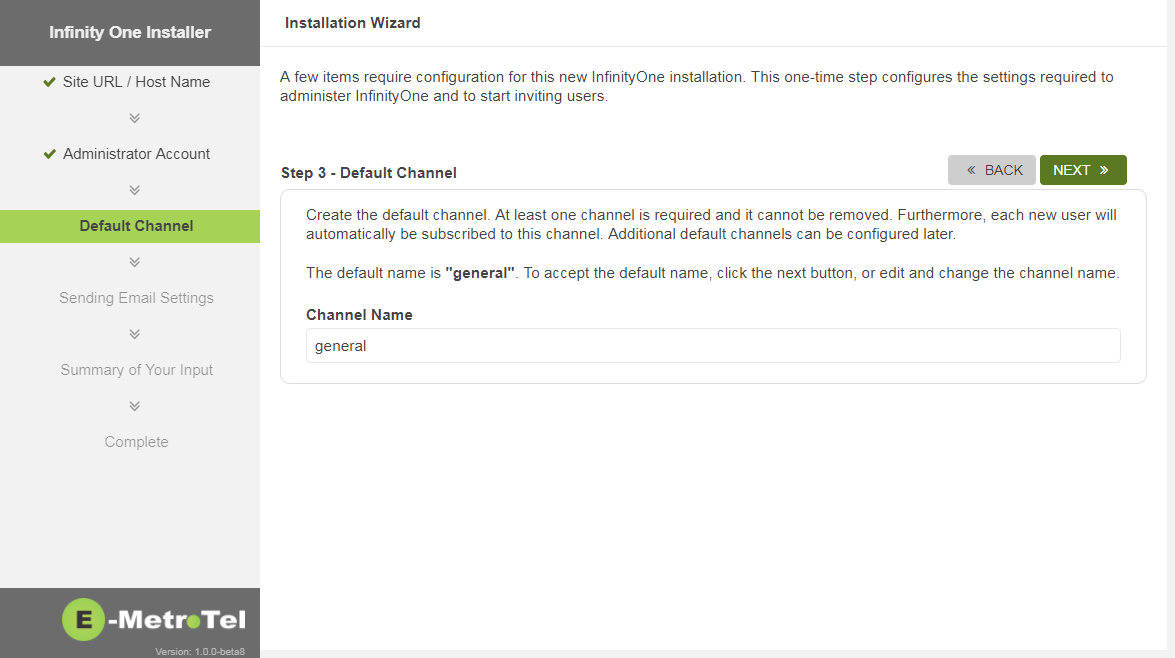 Infinity One Installer
Site URL / Host Name
Administrator Account
Default Channel
Sending Email Settings
Summary of Your Input
Complete
E-MetroTel
Version: 1.0.0-beta8
Installation Wizard
A few items require configuration for this new InfinityOne installation. This one-time step configures the settings required to
administer InfinityOne and to start inviting users.
Step 3 - Default Channel
« BACK
NEXT »
Create the default channel. At least one channel is required and it cannot be removed. Furthermore, each new user will
automatically be subscribed to this channel. Additional default channels can be configured later.
The default name is "general". To accept the default name, click the next button, or edit and change the channel name.
Channel Name
general